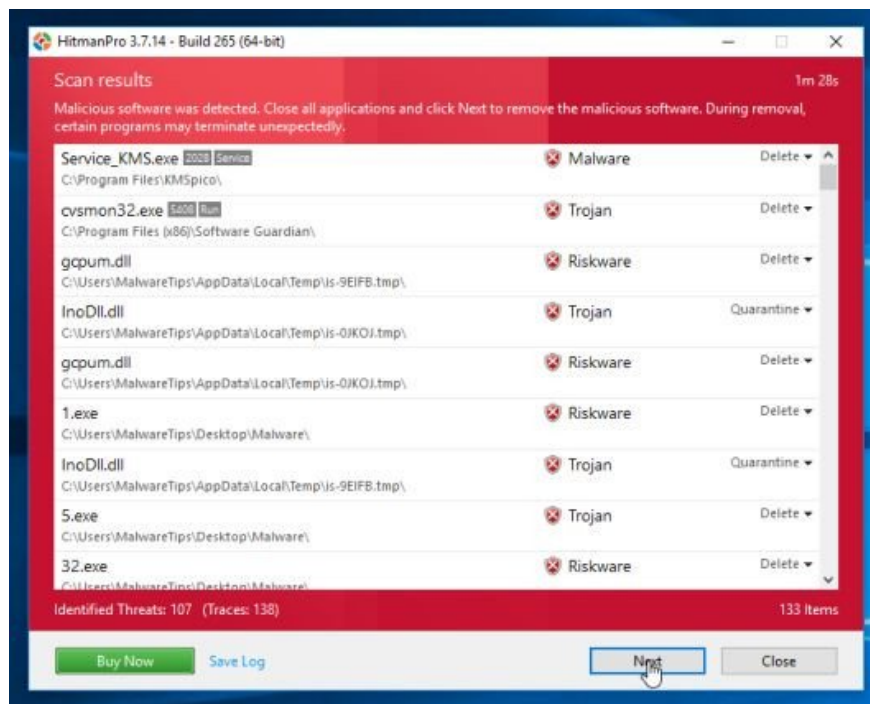 HitmanPro 3.7.14 - Build 265 (64-bit)
Scan results 1m 28s
Malicious software was detected. Close all applications and click Next to remove the malicious software. During removal,
certain programs may terminate unexpectedly.
Service_KMS.exe 2028 Service Malware Delete
C:\Program Files\KMSpico\
cvsmon32.exe 5408 Run Trojan Delete
C:\Program Files (x86)\Software Guardian\
gcpum.dll Riskware Delete
C:\Users\MalwareTips\AppData\Local\Temp\is-9EIFB.tmp\
InoDll.dll Trojan Quarantine
C:\Users\MalwareTips\AppData\Local\Temp\is-0JKOJ.tmp\
gcpum.dll Riskware Delete
C:\Users\MalwareTips\AppData\Local\Temp\is-0JKOJ.tmp\
1.exe Riskware Delete
C:\Users\MalwareTips\Desktop\Malware\
InoDll.dll Trojan Quarantine
C:\Users\MalwareTips\AppData\Local\Temp\is-9EIFB.tmp\
5.exe Trojan Delete
C:\Users\MalwareTips\Desktop\Malware\
32.exe Riskware Delete
C:\Users\MalwareTips\Desktop\Malware\
Identified Threats: 107 (Traces: 138) 133 Items
Buy Now Save Log Next Close